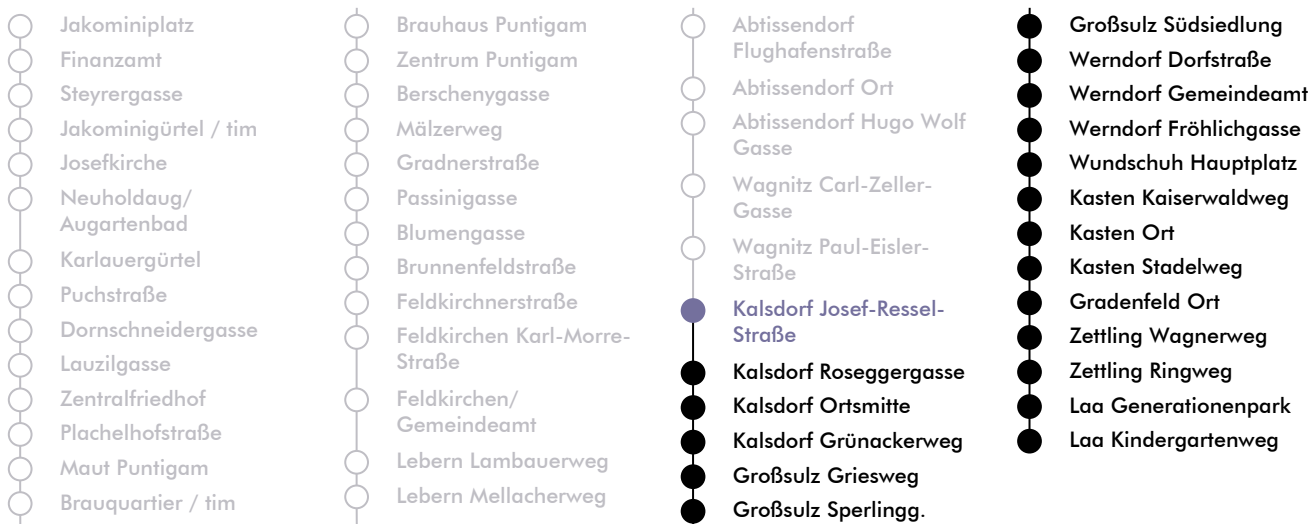 Jakominiplatz
Finanzamt
Steyrergasse
Jakominigürtel / tim
Josefkirche
Neuholdaug/
Augartenbad
Karlauergürtel
Puchstraße
Dornschneidergasse
Lauzilgasse
Zentralfriedhof
Plachelhofstraße
Maut Puntigam
Brauquartier / tim
Brauhaus Puntigam
Zentrum Puntigam
Berschenygasse
Mälzerweg
Gradnerstraße
Passinigasse
Blumengasse
Brunnenfeldstraße
Feldkirchnerstraße
Feldkirchen Karl-Morre-
Straße
Feldkirchen/
Gemeindeamt
Lebern Lambauerweg
Lebern Mellacherweg
Abtissendorf
Flughafenstraße
Abtissendorf Ort
Abtissendorf Hugo Wolf
Gasse
Wagnitz Carl-Zeller-
Gasse
Wagnitz Paul-Eisler-
Straße
Kalsdorf Josef-Ressel-
Straße
Kalsdorf Roseggergasse
Kalsdorf Ortsmitte
Kalsdorf Grünackerweg
Großsulz Griesweg
Großsulz Sperlingg.
Großsulz Südsiedlung
Werndorf Dorfstraße
Werndorf Gemeindeamt
Werndorf Fröhlichgasse
Wundschuh Hauptplatz
Kasten Kaiserwaldweg
Kasten Ort
Kasten Stadelweg
Gradenfeld Ort
Zettling Wagnerweg
Zettling Ringweg
Laa Generationenpark
Laa Kindergartenweg